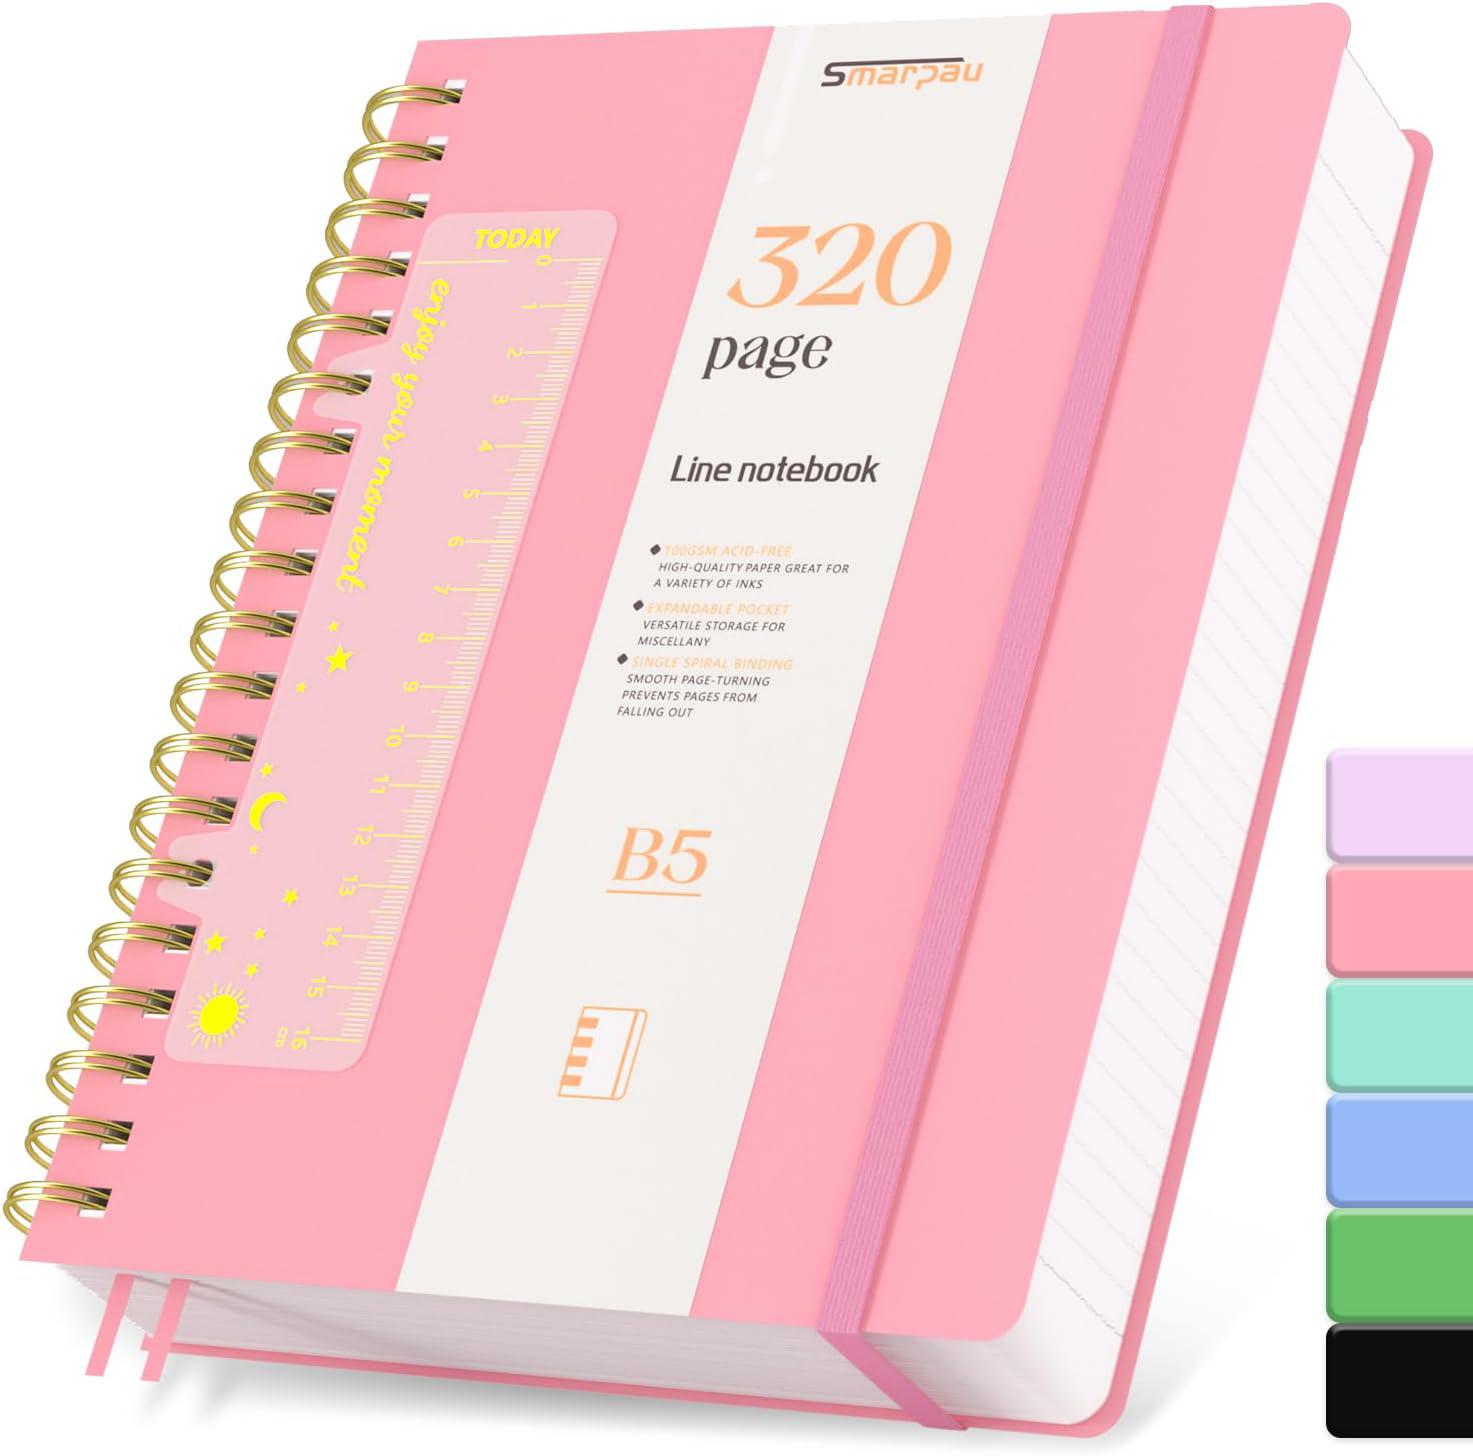 Smarpau
320
page
Line notebook
100GSM ACID-FREE
HIGH-QUALITY PAPER GREAT FOR
A VARIETY OF INKS
EXPANDABLE POCKET
VERSATILE STORAGE FOR
MISCELLANY
SINGLE SPIRAL BINDING
SMOOTH PAGE-TURNING
PREVENTS PAGES FROM
FALLING OUT
B5
TODAY
enjoy your moment
0
1
2
3
4
5
6
7
8
9
10
11
12
13
14
15
16
cm